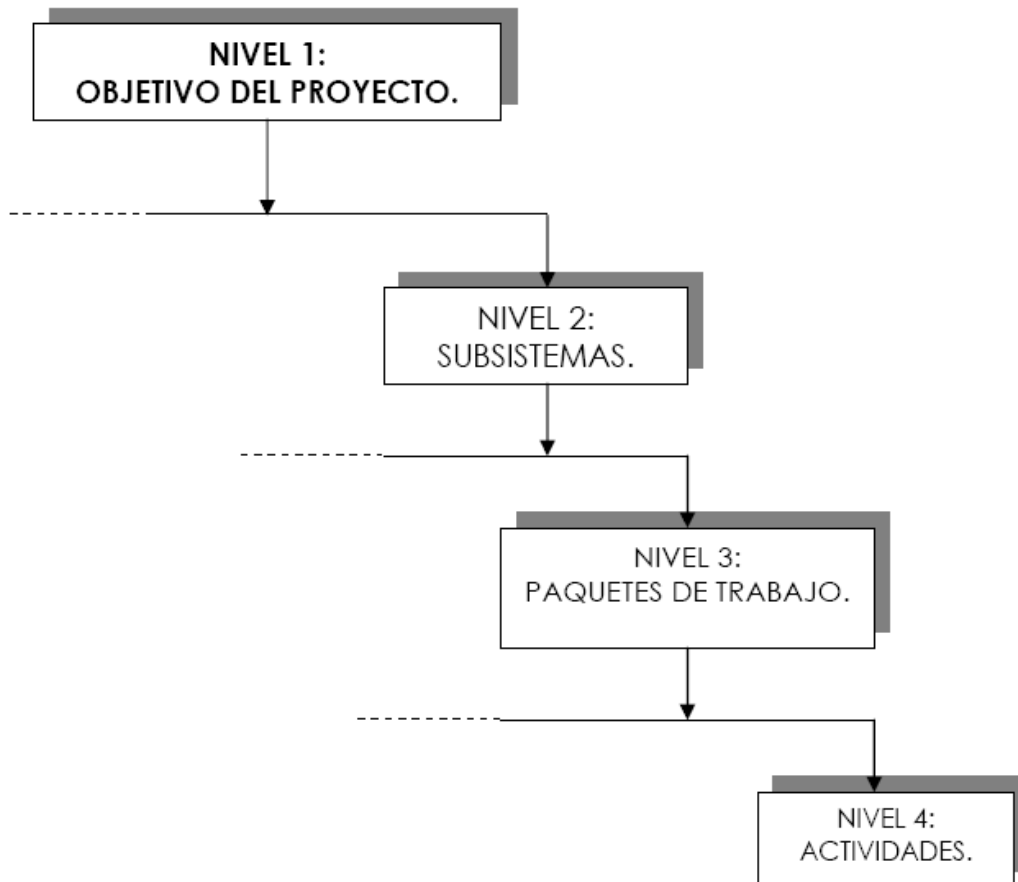 NIVEL 1:
OBJETIVO DEL PROYECTO.
NIVEL 2:
SUBSISTEMAS.
NIVEL 3:
PAQUETES DE TRABAJO.
NIVEL 4:
ACTIVIDADES.